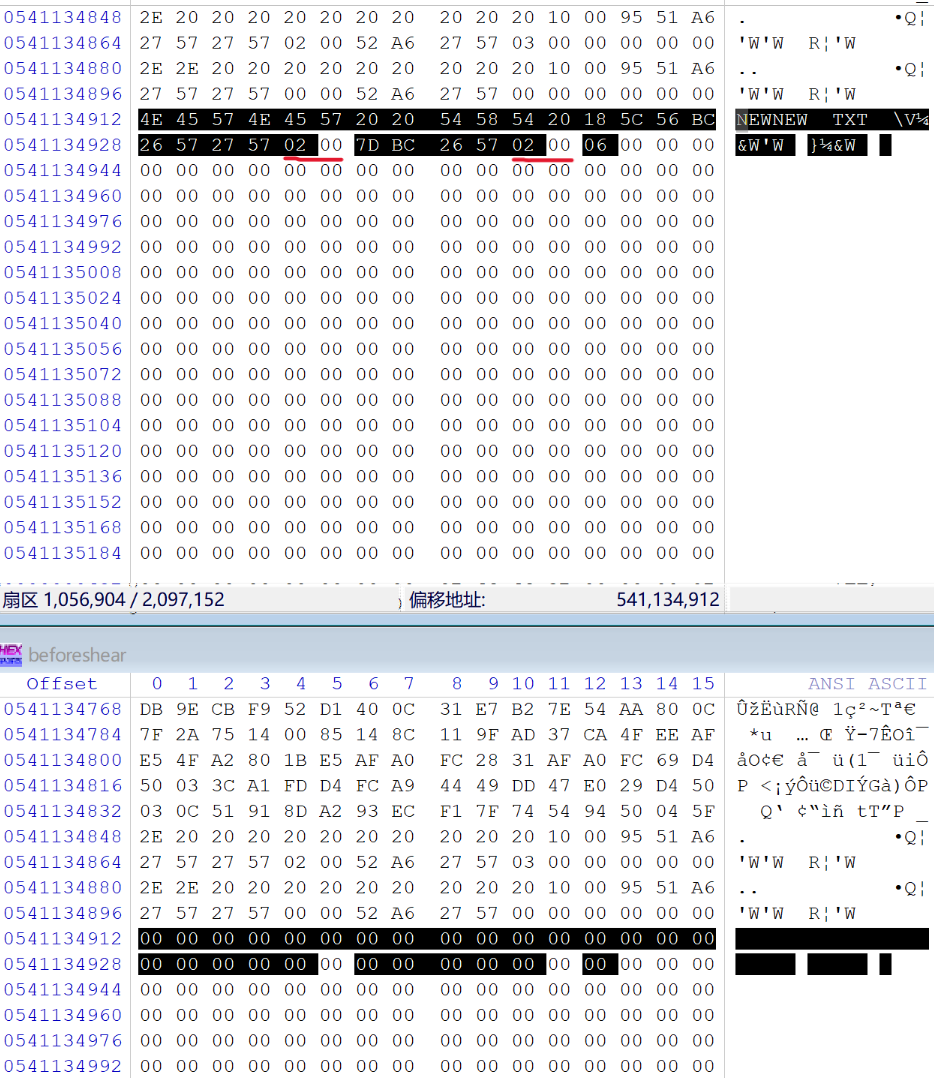 0541134848 2E 20 20 20 20 20 20 20 20 20 20 10 00 95 51 A6 . •Q¦
0541134864 27 57 27 57 02 00 52 A6 27 57 03 00 00 00 00 00 'W'W R¦'W
0541134880 2E 2E 20 20 20 20 20 20 20 20 20 10 00 95 51 A6 .. •Q¦
0541134896 27 57 27 57 00 00 52 A6 27 57 00 00 00 00 00 00 'W'W R¦'W
0541134912 4E 45 57 4E 45 57 20 20 54 58 54 20 18 5C 56 BC NEWNEW TXT \V¼
0541134928 26 57 27 57 02 00 7D BC 26 57 02 00 06 00 00 00 &W'W }¼&W
0541134944 00 00 00 00 00 00 00 00 00 00 00 00 00 00 00 00
0541134960 00 00 00 00 00 00 00 00 00 00 00 00 00 00 00 00
0541134976 00 00 00 00 00 00 00 00 00 00 00 00 00 00 00 00
0541134992 00 00 00 00 00 00 00 00 00 00 00 00 00 00 00 00
0541135008 00 00 00 00 00 00 00 00 00 00 00 00 00 00 00 00
0541135024 00 00 00 00 00 00 00 00 00 00 00 00 00 00 00 00
0541135040 00 00 00 00 00 00 00 00 00 00 00 00 00 00 00 00
0541135056 00 00 00 00 00 00 00 00 00 00 00 00 00 00 00 00
0541135072 00 00 00 00 00 00 00 00 00 00 00 00 00 00 00 00
0541135088 00 00 00 00 00 00 00 00 00 00 00 00 00 00 00 00
0541135104 00 00 00 00 00 00 00 00 00 00 00 00 00 00 00 00
0541135120 00 00 00 00 00 00 00 00 00 00 00 00 00 00 00 00
0541135136 00 00 00 00 00 00 00 00 00 00 00 00 00 00 00 00
0541135152 00 00 00 00 00 00 00 00 00 00 00 00 00 00 00 00
0541135168 00 00 00 00 00 00 00 00 00 00 00 00 00 00 00 00
0541135184 00 00 00 00 00 00 00 00 00 00 00 00 00 00 00 00
扇区 1,056,904 / 2,097,152 偏移地址: 541,134,912
HEX beforeshear
Offset 0 1 2 3 4 5 6 7 8 9 10 11 12 13 14 15 ANSI ASCII
0541134768 DB 9E CB F9 52 D1 40 0C 31 E7 B2 7E 54 AA 80 0C ÛžËùRÑ@ 1ç²~Tª€
0541134784 7F 2A 75 14 00 85 14 8C 11 9F AD 37 CA 4F EE AF *u … Œ Ÿ-7ÊOî¯
0541134800 E5 4F A2 80 1B E5 AF A0 FC 28 31 AF A0 FC 69 D4 åO¢€ å¯ ü(1¯ üiÔ
0541134816 50 03 3C A1 FD D4 FC A9 44 49 DD 47 E0 29 D4 50 P <¡ýÔü©DIÝGà)ÔP
0541134832 03 0C 51 91 8D A2 93 EC F1 7F 74 54 94 50 04 5F Q‘ ¢“ìñ tT”P _
0541134848 2E 20 20 20 20 20 20 20 20 20 20 10 00 95 51 A6 . •Q¦
0541134864 27 57 27 57 02 00 52 A6 27 57 03 00 00 00 00 00 'W'W R¦'W
0541134880 2E 2E 20 20 20 20 20 20 20 20 20 10 00 95 51 A6 .. •Q¦
0541134896 27 57 27 57 00 00 52 A6 27 57 00 00 00 00 00 00 'W'W R¦'W
0541134912 00 00 00 00 00 00 00 00 00 00 00 00 00 00 00 00
0541134928 00 00 00 00 00 00 00 00 00 00 00 00 00 00 00 00
0541134944 00 00 00 00 00 00 00 00 00 00 00 00 00 00 00 00
0541134960 00 00 00 00 00 00 00 00 00 00 00 00 00 00 00 00
0541134976 00 00 00 00 00 00 00 00 00 00 00 00 00 00 00 00
0541134992 00 00 00 00 00 00 00 00 00 00 00 00 00 00 00 00